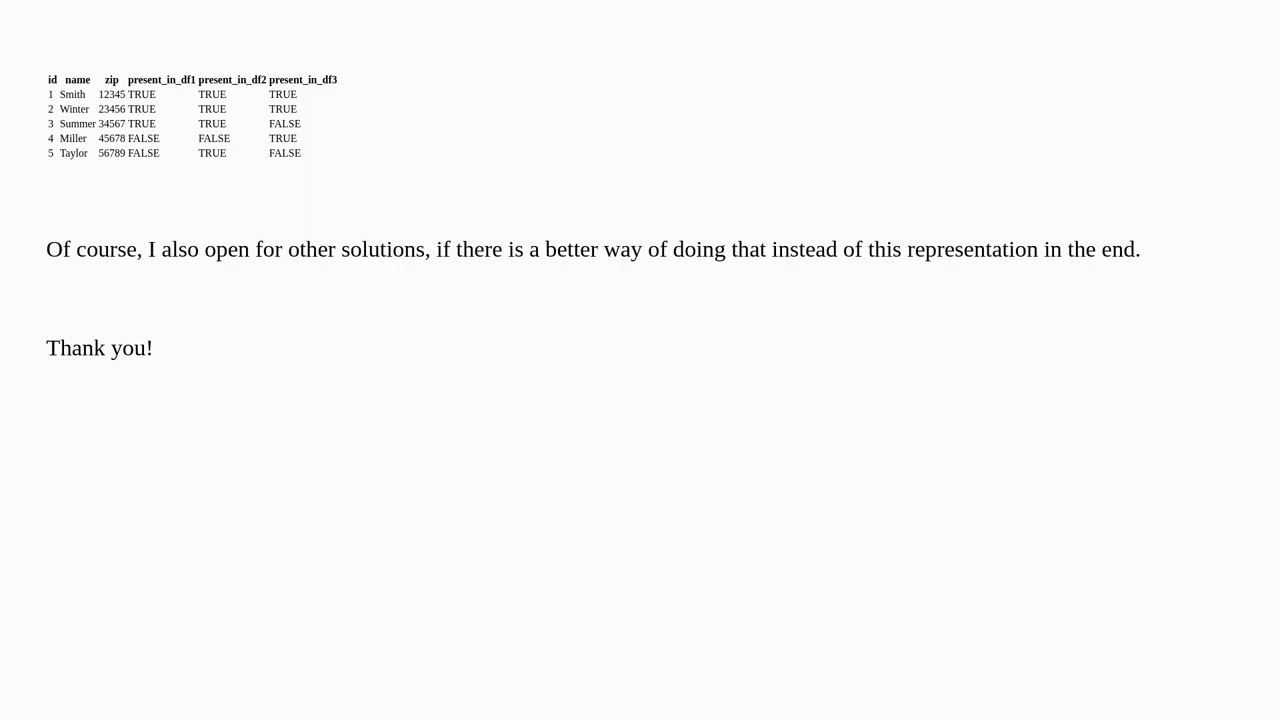 id name zip present_in_df1 present_in_df2 present_in_df3
1 Smith 12345 TRUE TRUE TRUE
2 Winter 23456 TRUE TRUE TRUE
3 Summer 34567 TRUE TRUE FALSE
4 Miller 45678 FALSE FALSE TRUE
5 Taylor 56789 FALSE TRUE FALSE
Of course, I also open for other solutions, if there is a better way of doing that instead of this representation in the end.
Thank you!